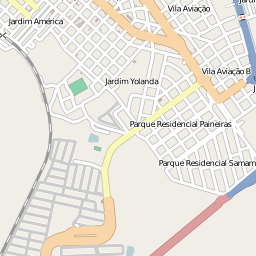 Vila Aviação
Jardim América
Vila Aviação B
Jardim Yolanda
Parque Residencial Paineiras
Parque Residencial Samam